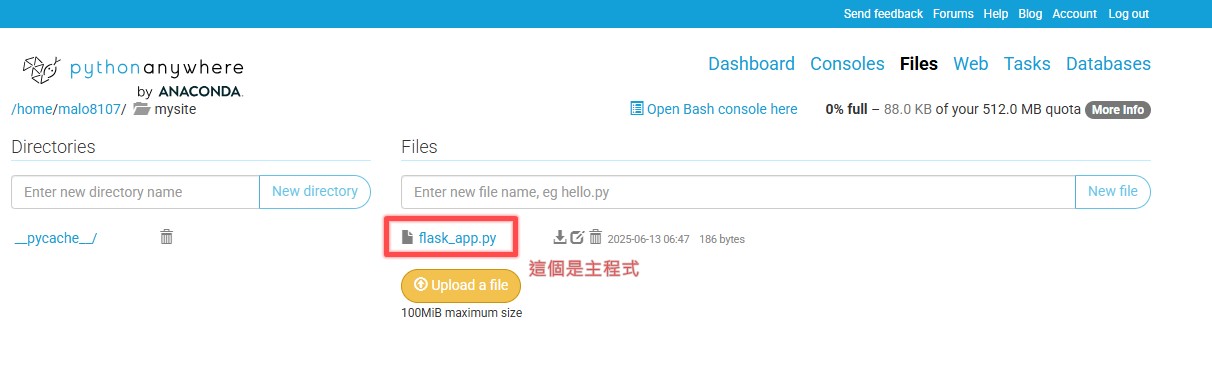 Send feedback Forums Help Blog Account Log out
pythonanywhere
by ANACONDA.
Dashboard Consoles Files Web Tasks Databases
/home/malo8107/ mysite
Open Bash console here 0% full – 88.0 KB of your 512.0 MB quota More Info
Directories
Enter new directory name New directory
__pycache__/
Files
Enter new file name, eg hello.py New file
flask_app.py 2025-06-13 06:47 186 bytes
這個是主程式
Upload a file
100MiB maximum size